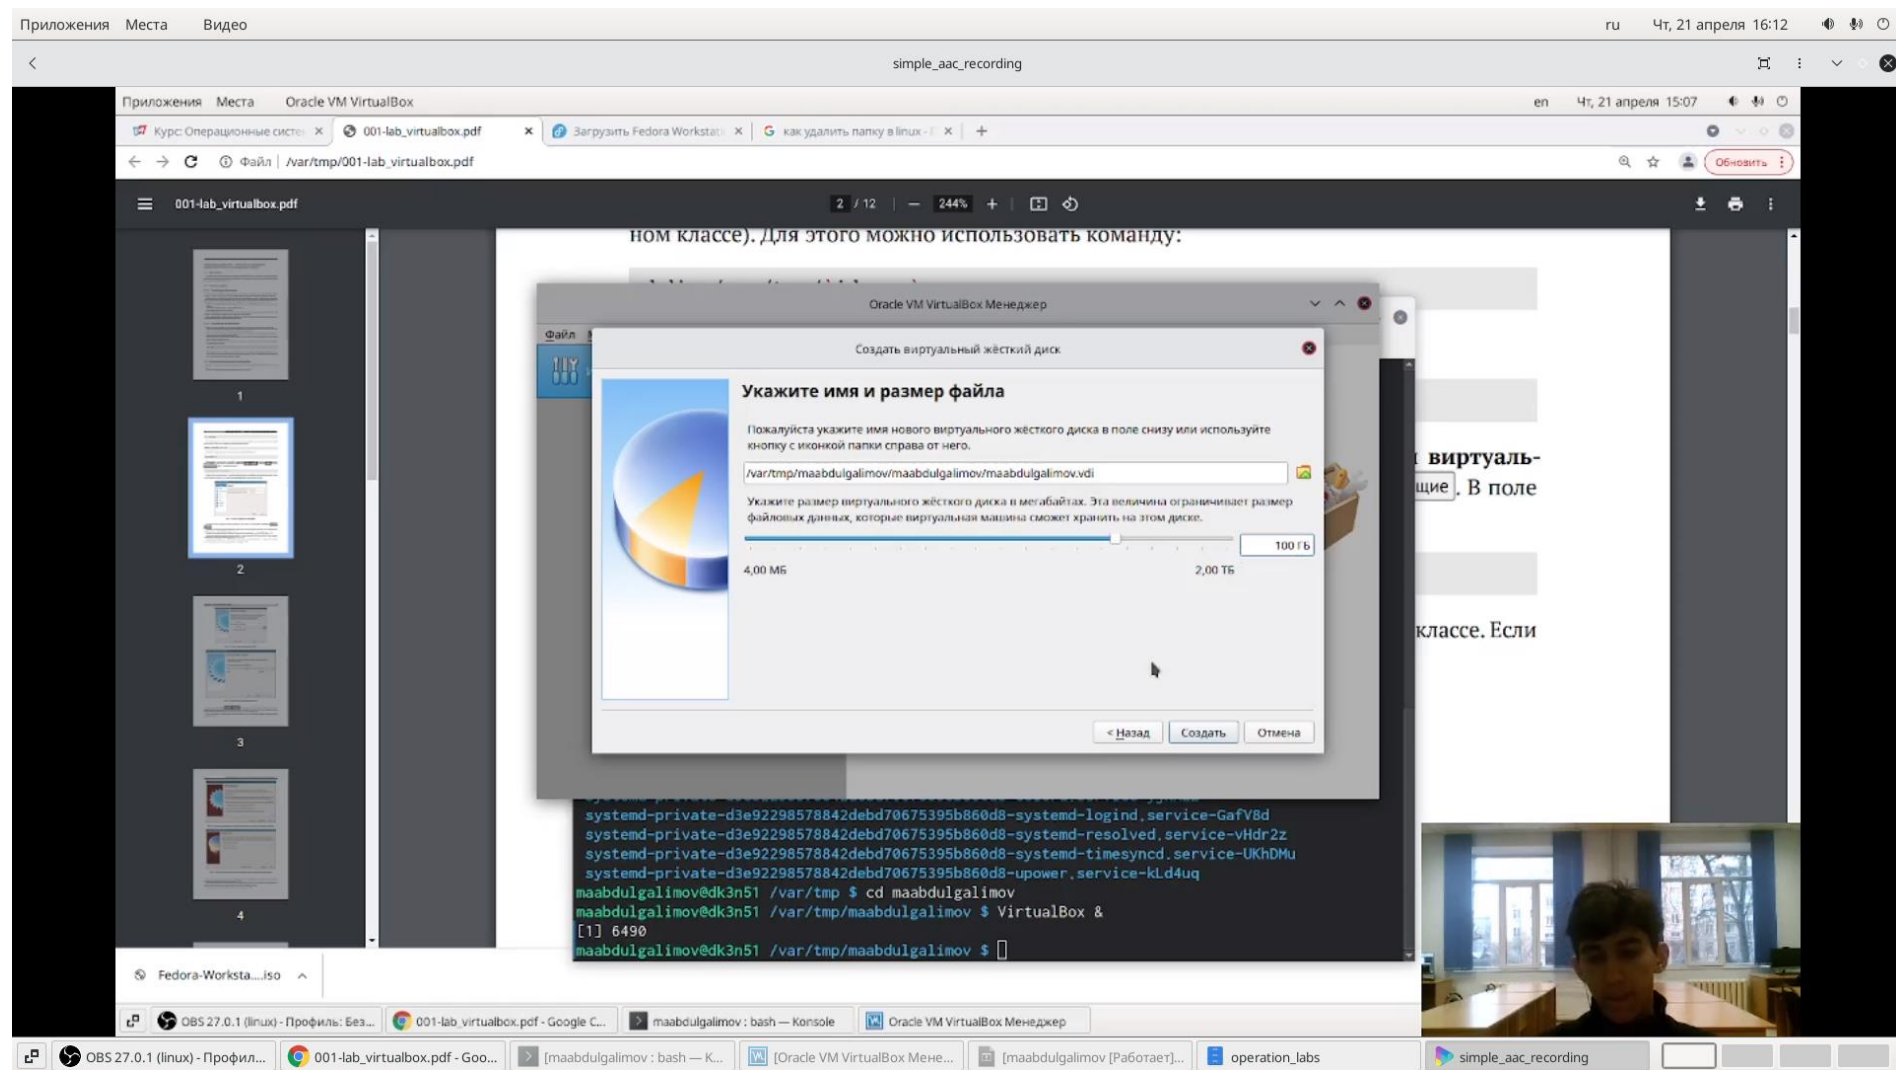 Приложения Места Видео ru Чт, 21 апреля 16:12
simple_aac_recording
Приложения Места Oracle VM VirtualBox en Чт, 21 апреля 15:07
Курс: Операционные систе 001-lab_virtualbox.pdf Загрузить Fedora Workstati как удалить папку в linux -
Файл /var/tmp/001-lab_virtualbox.pdf Обновить
001-lab_virtualbox.pdf 2 / 12 244%
ном классе). Для этого можно использовать команду:
Oracle VM VirtualBox Менеджер
Файл
Создать виртуальный жёсткий диск
Укажите имя и размер файла
Пожалуйста укажите имя нового виртуального жёсткого диска в поле снизу или используйте
кнопку с иконкой папки справа от него.
/var/tmp/maabdulgalimov/maabdulgalimov/maabdulgalimov.vdi
Укажите размер виртуального жёсткого диска в мегабайтах. Эта величина ограничивает размер
файловых данных, которые виртуальная машина сможет хранить на этом диске.
100 ГБ
4,00 МБ 2,00 ТБ
< Назад Создать Отмена
виртуаль-
щие . В поле
классе. Если
1
2
3
4
systemd-private-d3e92298578842debd70675395b860d8-systemd-logind.service-GafV8d
systemd-private-d3e92298578842debd70675395b860d8-systemd-resolved.service-vHdr2z
systemd-private-d3e92298578842debd70675395b860d8-systemd-timesyncd.service-UKhDMu
systemd-private-d3e92298578842debd70675395b860d8-upower.service-kLd4uq
maabdulgalimov@dk3n51 /var/tmp $ cd maabdulgalimov
maabdulgalimov@dk3n51 /var/tmp/maabdulgalimov $ VirtualBox &
[1] 6490
maabdulgalimov@dk3n51 /var/tmp/maabdulgalimov $
Fedora-Worksta....iso
OBS 27.0.1 (linux) - Профиль: Без... 001-lab_virtualbox.pdf - Google C... maabdulgalimov : bash — Konsole Oracle VM VirtualBox Менеджер
OBS 27.0.1 (linux) - Профил... 001-lab_virtualbox.pdf - Goo... [maabdulgalimov : bash — K... [Oracle VM VirtualBox Мене... [maabdulgalimov [Работает]... operation_labs simple_aac_recording